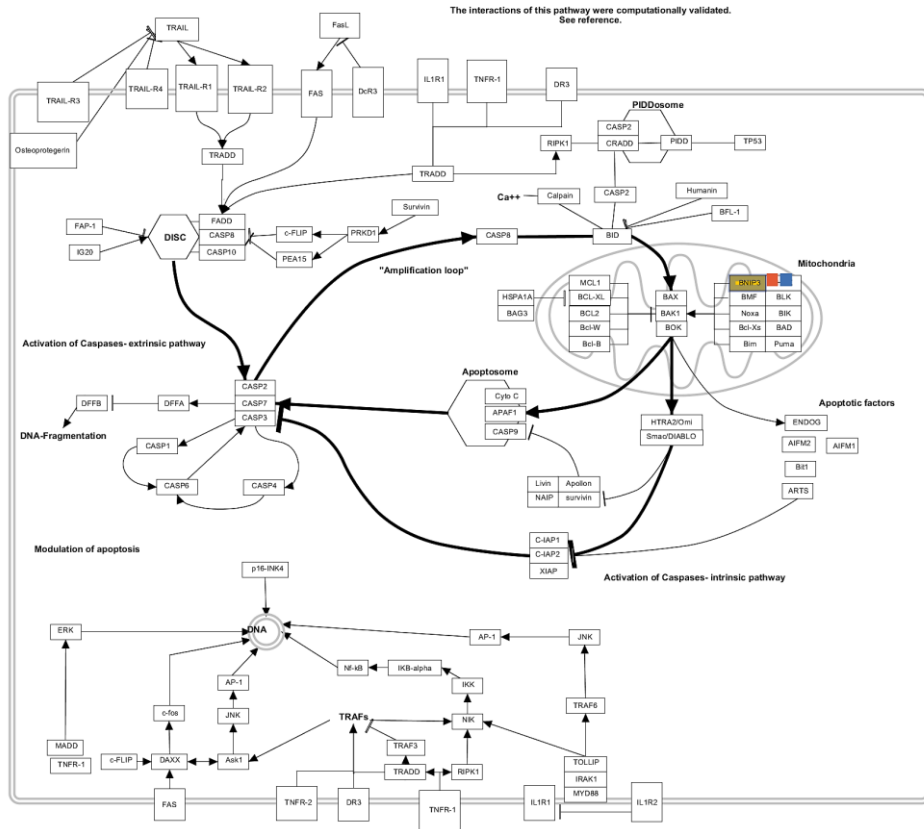 The interactions of this pathway were computationally validated.
See reference.
TRAIL
FasL
TRAIL-R3
TRAIL-R4
TRAIL-R1
TRAIL-R2
FAS
DcR3
IL1R1
TNFR-1
DR3
Osteoprotegerin
TRADD
TRADD
RIPK1
PIDDosome
CASP2
CRADD
PIDD
TP53
Ca++
Calpain
CASP2
Humanin
BFL-1
FAP-1
IG20
DISC
FADD
CASP8
CASP10
c-FLIP
PRKD1
Survivin
PEA15
CASP8
BID
"Amplification loop"
Mitochondria
HSPA1A
BAG3
MCL1
BCL-XL
BCL2
Bcl-W
Bcl-B
BAX
BAK1
BOK
BNIP3
BMF
BLK
Noxa
BIK
Bcl-Xs
BAD
Bim
Puma
Activation of Caspases- extrinsic pathway
Apoptosome
Cyto C
APAF1
CASP9
CASP2
CASP7
CASP3
DFFB
DFFA
DNA-Fragmentation
CASP1
CASP6
CASP4
HTRA2/Omi
Smac/DIABLO
Apoptotic factors
ENDOG
AIFM2
AIFM1
Bit1
ARTS
Livin
Apollon
NAIP
survivin
C-IAP1
C-IAP2
XIAP
Activation of Caspases- intrinsic pathway
Modulation of apoptosis
p16-INK4
DNA
ERK
AP-1
JNK
Nf-kB
IKB-alpha
IKK
AP-1
c-fos
JNK
TRAFs
NIK
TRAF6
MADD
TNFR-1
c-FLIP
DAXX
Ask1
TRAF3
TRADD
RIPK1
TOLLIP
IRAK1
MYD88
FAS
TNFR-2
DR3
TNFR-1
IL1R1
IL1R2